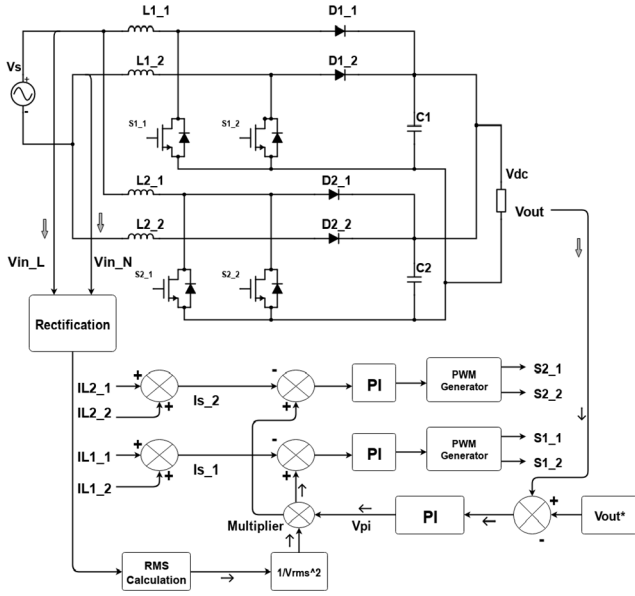 L1_1
D1_1
Vs
+
-
L1_2
D1_2
S1_1
S1_2
C1
L2_1
D2_1
Vdc
L2_2
D2_2
Vout
Vin_L
Vin_N
S2_1
S2_2
C2
Rectification
IL2_1
IL2_2
+
+
Is_2
-
+
PI
PWM
Generator
S2_1
S2_2
IL1_1
IL1_2
+
+
Is_1
-
+
PI
PWM
Generator
S1_1
S1_2
Multiplier
Vpi
PI
+
-
Vout*
RMS
Calculation
1/Vrms^2